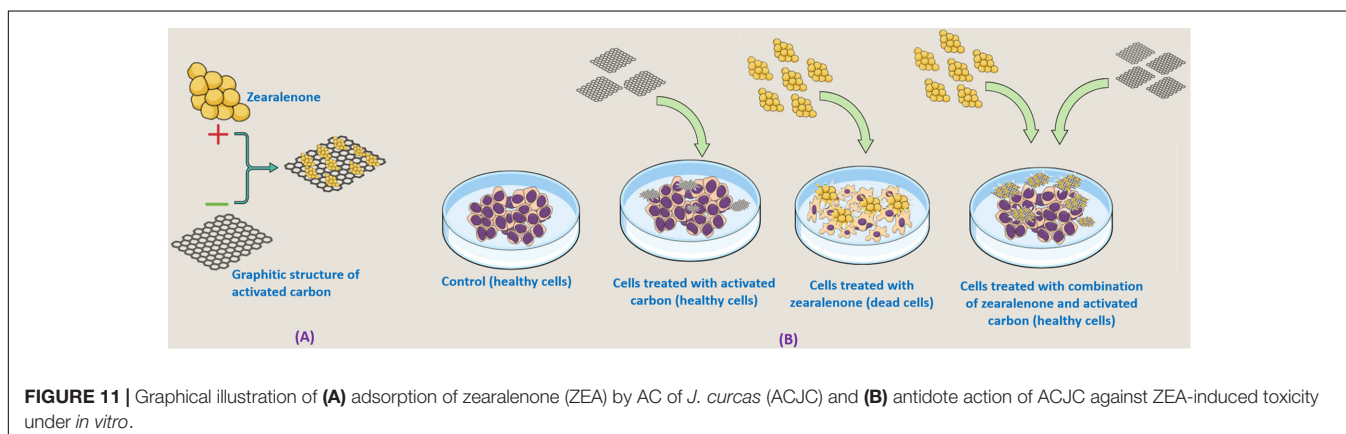 Zearalenone
+
−
Graphitic structure of
activated carbon
(A)
Control (healthy cells)
Cells treated with activated
carbon (healthy cells)
Cells treated with
zearalenone (dead cells)
Cells treated with combination
of zearalenone and activated
carbon (healthy cells)
(B)
FIGURE 11 | Graphical illustration of (A) adsorption of zearalenone (ZEA) by AC of J. curcas (ACJC) and (B) antidote action of ACJC against ZEA-induced toxicity
under in vitro.